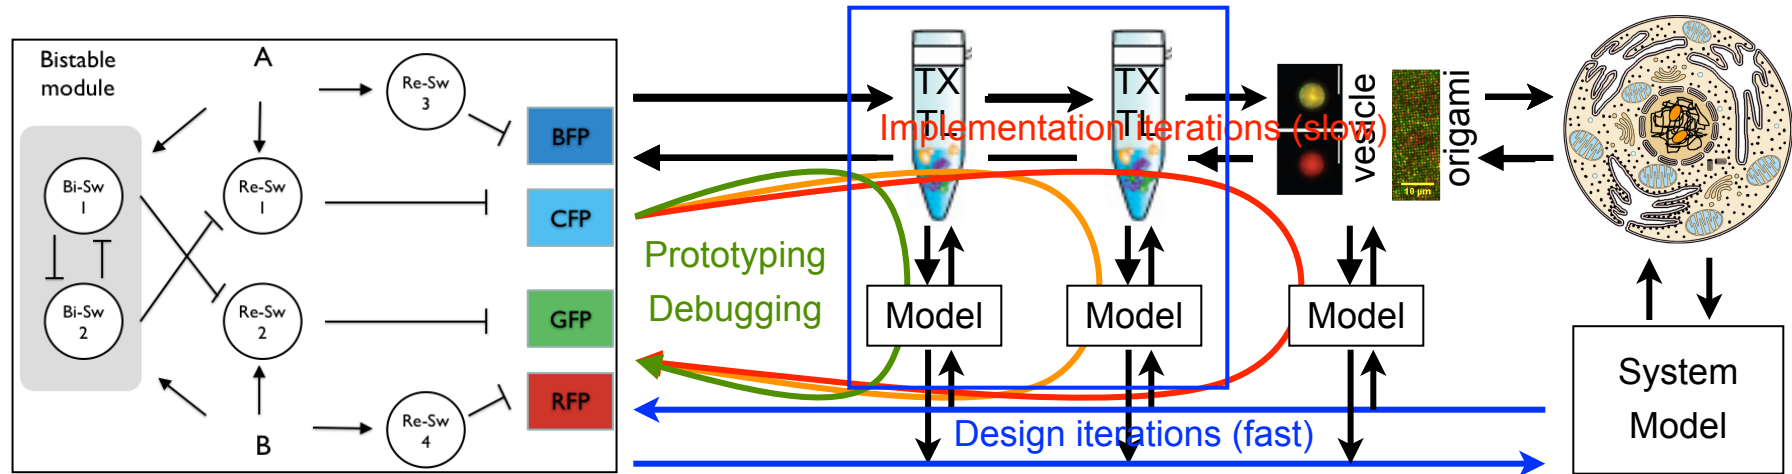 Bistable
module
A
Bi-Sw
1
Bi-Sw
2
Re-Sw
3
Re-Sw
1
Re-Sw
2
Re-Sw
4
B
BFP
CFP
GFP
RFP
TX
TL
TX
TL
Implementation iterations (slow)
vesicle
origami
10 µm
Prototyping
Debugging
Model
Model
Model
Design iterations (fast)
System
Model